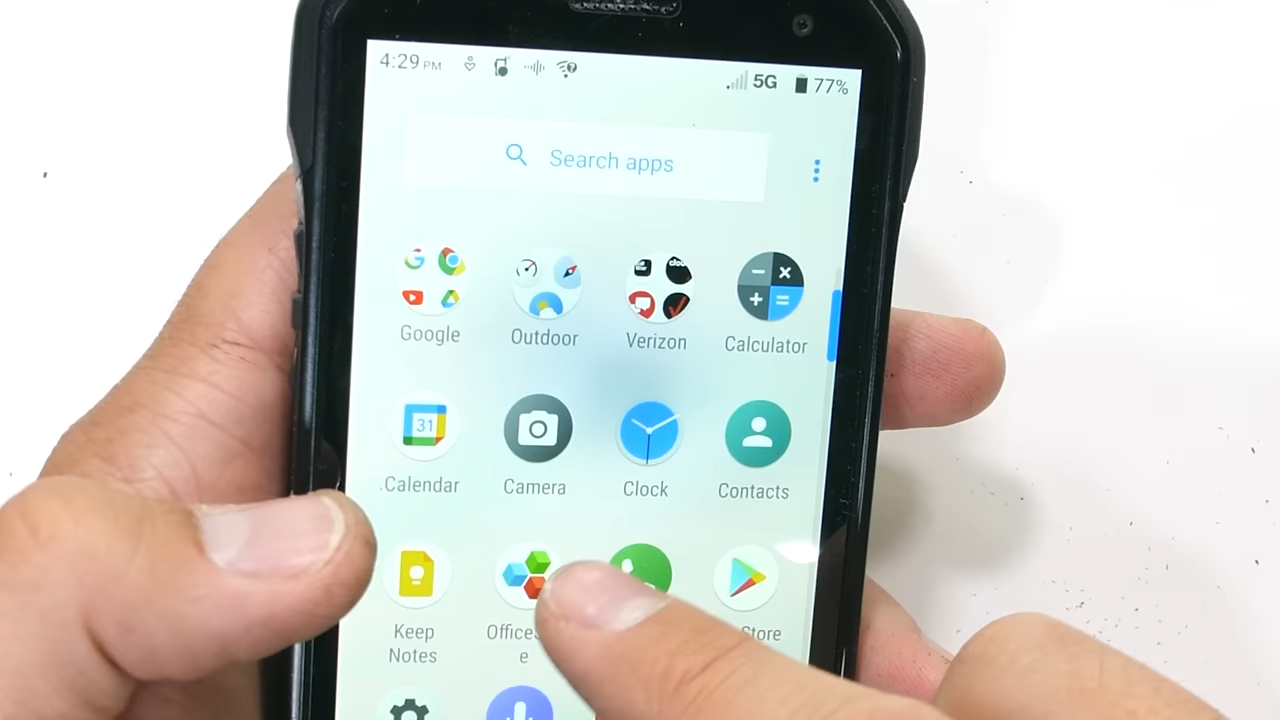 4:29 PM
5G
77%
Search apps
Google
Outdoor
Verizon
Calculator
31
Calendar
Camera
Clock
Contacts
Keep
Notes
Office
Store
e